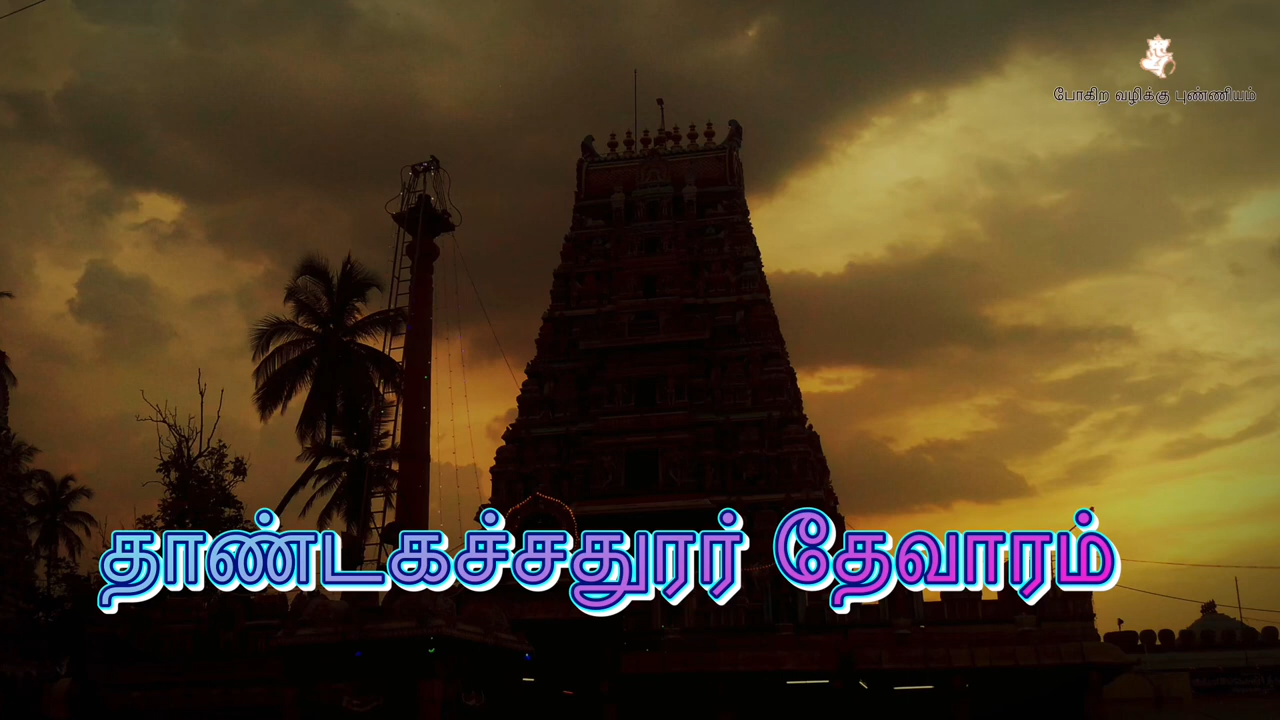 போகிற வழிக்கு புண்ணியம்
தாண்டகச்சதுரர் தேவாரம்